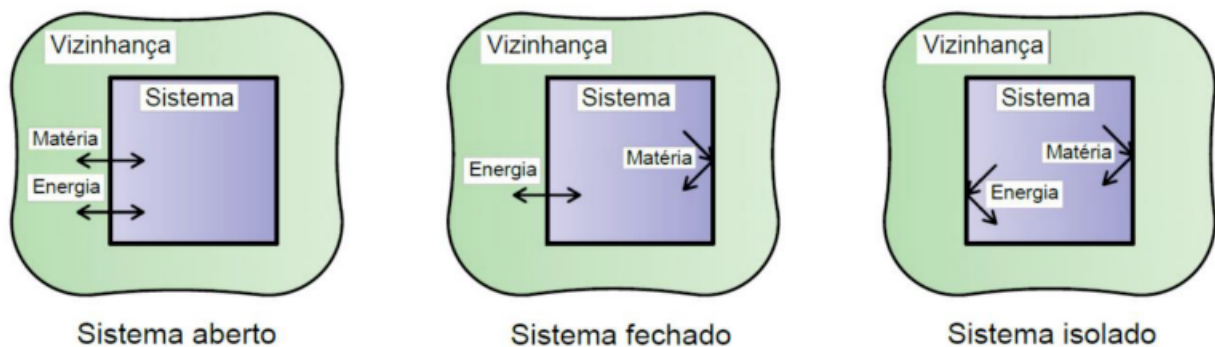 Vizinhança
Sistema
Matéria
Energia
Sistema aberto
Vizinhança
Sistema
Matéria
Energia
Sistema fechado
Vizinhança
Sistema
Matéria
Energia
Sistema isolado